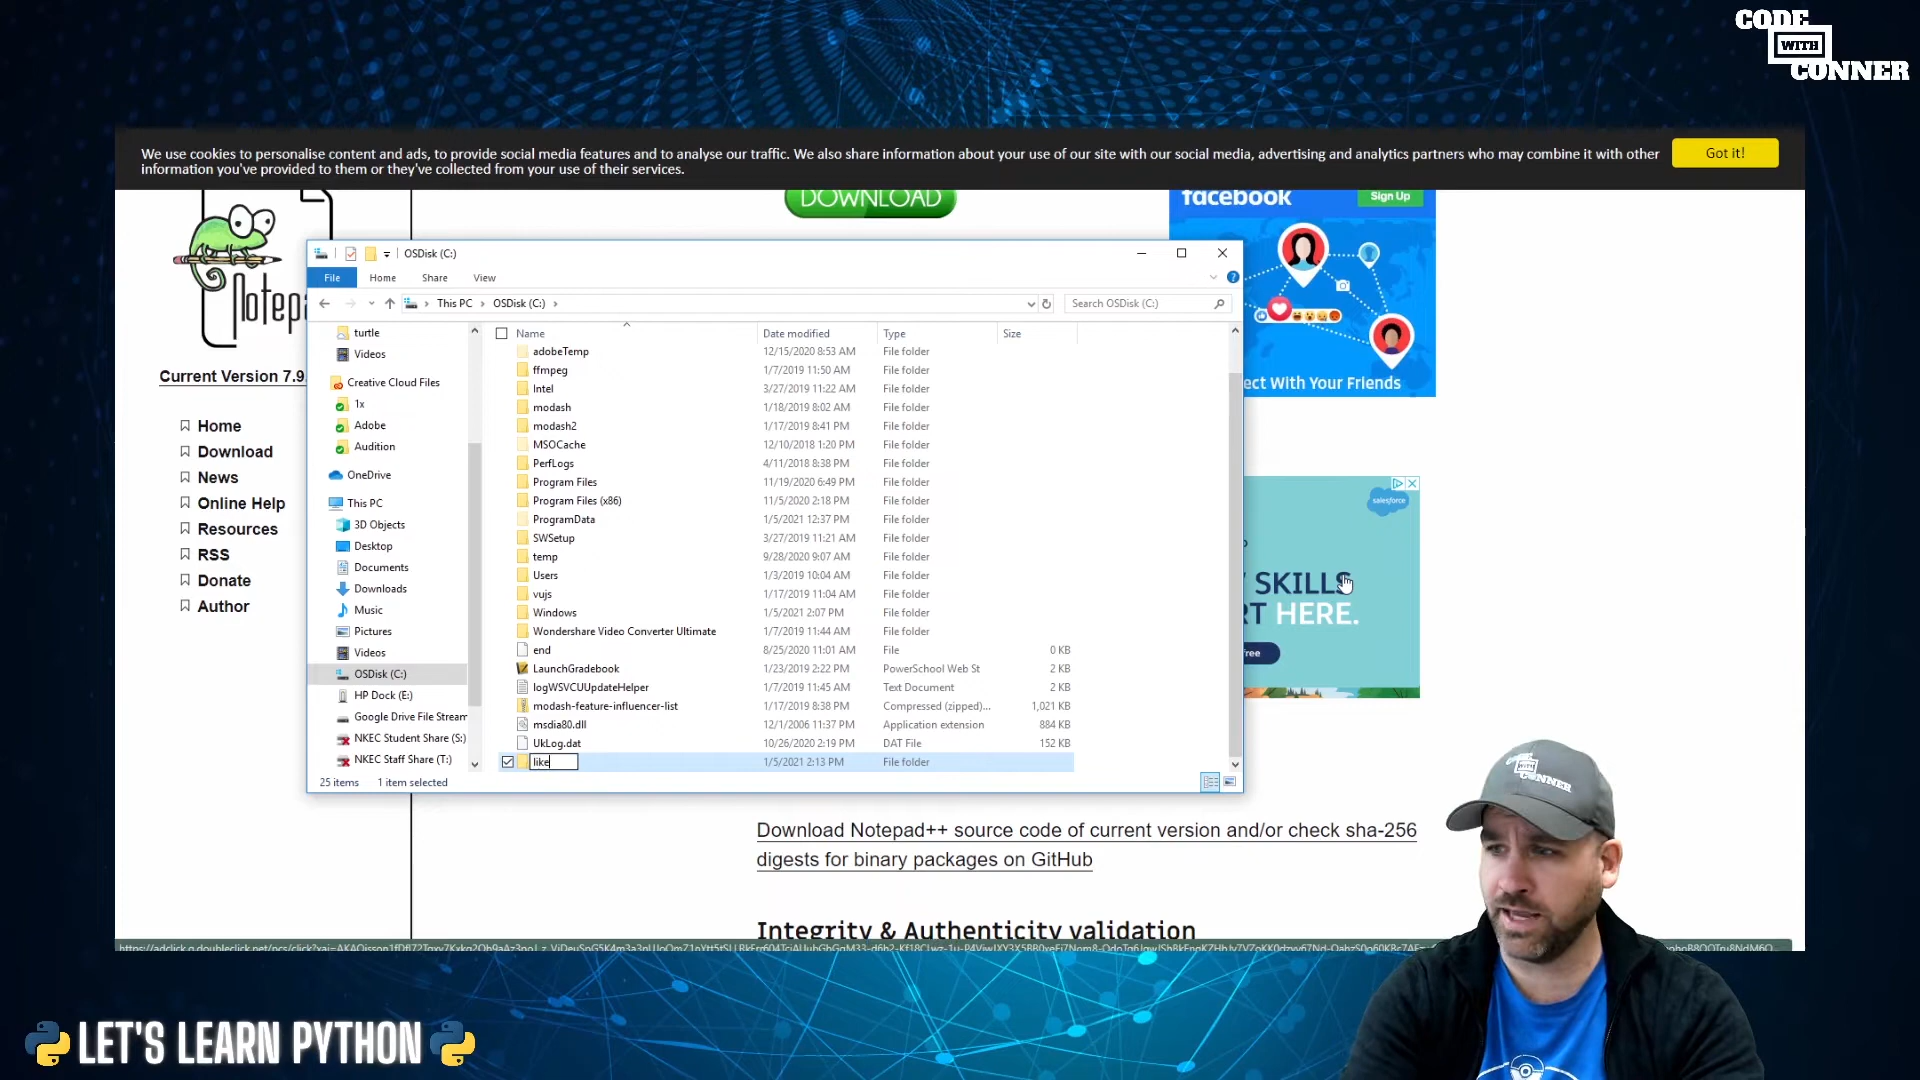 CODE
WITH
CONNER
We use cookies to personalise content and ads, to provide social media features and to analyse our traffic. We also share information about your use of our site with our social media, advertising and analytics partners who may combine it with other
information you've provided to them or they've collected from your use of their services.
Got it!
DOWNLOAD
facebook
Sign Up
Notep
OSDisk (C:)
File
Home
Share
View
This PC
OSDisk (C:)
Search OSDisk (C:)
Current Version 7.9.
Home
Download
News
Online Help
Resources
RSS
Donate
Author
turtle
Videos
Creative Cloud Files
1x
Adobe
Audition
OneDrive
This PC
3D Objects
Desktop
Documents
Downloads
Music
Pictures
Videos
OSDisk (C:)
HP Dock (E:)
Google Drive File Stream
NKEC Student Share (S:)
NKEC Staff Share (T:)
Name Date modified Type Size
adobeTemp 12/15/2020 8:53 AM File folder
ffmpeg 1/7/2019 11:50 AM File folder
Intel 3/27/2019 11:22 AM File folder
modash 1/18/2019 8:02 AM File folder
modash2 1/17/2019 8:41 PM File folder
MSOCache 12/10/2018 1:20 PM File folder
PerfLogs 4/11/2018 8:38 PM File folder
Program Files 11/19/2020 6:49 PM File folder
Program Files (x86) 11/5/2020 2:18 PM File folder
ProgramData 1/5/2021 12:37 PM File folder
SWSetup 3/27/2019 11:21 AM File folder
temp 9/28/2020 9:07 AM File folder
Users 1/3/2019 10:04 AM File folder
vujs 1/17/2019 11:04 AM File folder
Windows 1/5/2021 2:07 PM File folder
Wondershare Video Converter Ultimate 1/7/2019 11:44 AM File folder
end 8/25/2020 11:01 AM File 0 KB
LaunchGradebook 1/23/2019 2:22 PM PowerSchool Web St 2 KB
logWSVCUUpdateHelper 1/7/2019 11:45 AM Text Document 2 KB
modash-feature-influencer-list 1/17/2019 8:38 PM Compressed (zipped)... 1,021 KB
msdia80.dll 12/1/2006 11:37 PM Application extension 884 KB
UkLog.dat 10/26/2020 2:19 PM DAT File 152 KB
like 1/5/2021 2:13 PM File folder
25 items 1 item selected
ect With Your Friends
salesforce
SKILLS
RT HERE.
free
Download Notepad++ source code of current version and/or check sha-256
digests for binary packages on GitHub
Integrity & Authenticity validation
CODE
WITH
CONNER
LET'S LEARN PYTHON